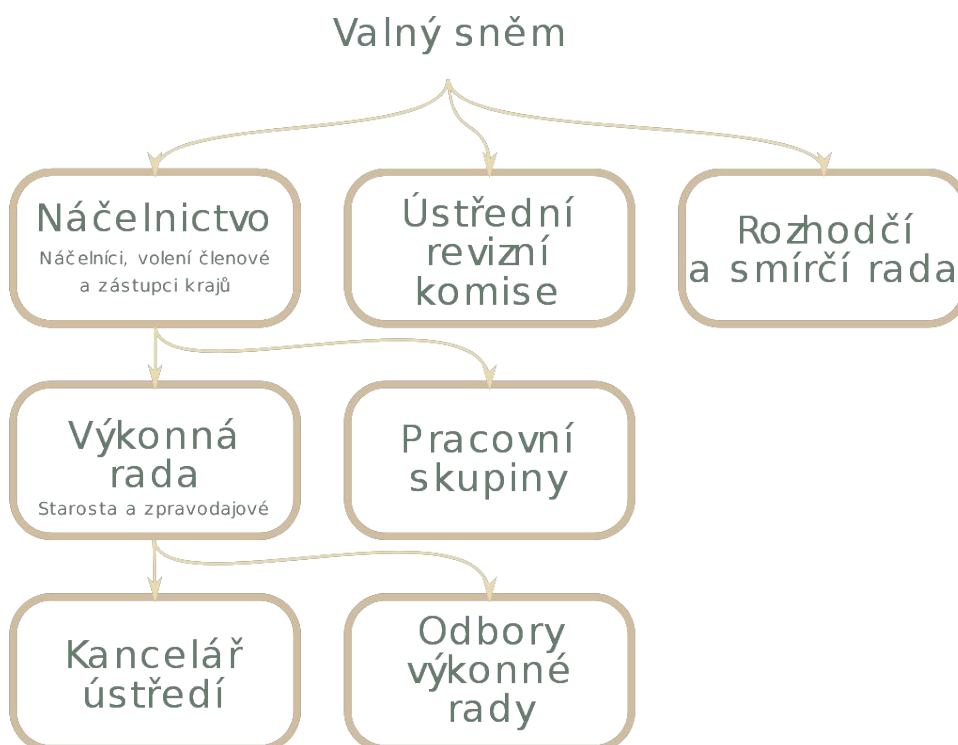 Valný sněm
Náčelnictvo
Náčelníci, volení členové
a zástupci krajů
Ústřední
revizní
komise
Rozhodčí
a smírčí rada
Výkonná
rada
Starosta a zpravodajové
Pracovní
skupiny
Kancelář
ústředí
Odbory
výkonné
rady